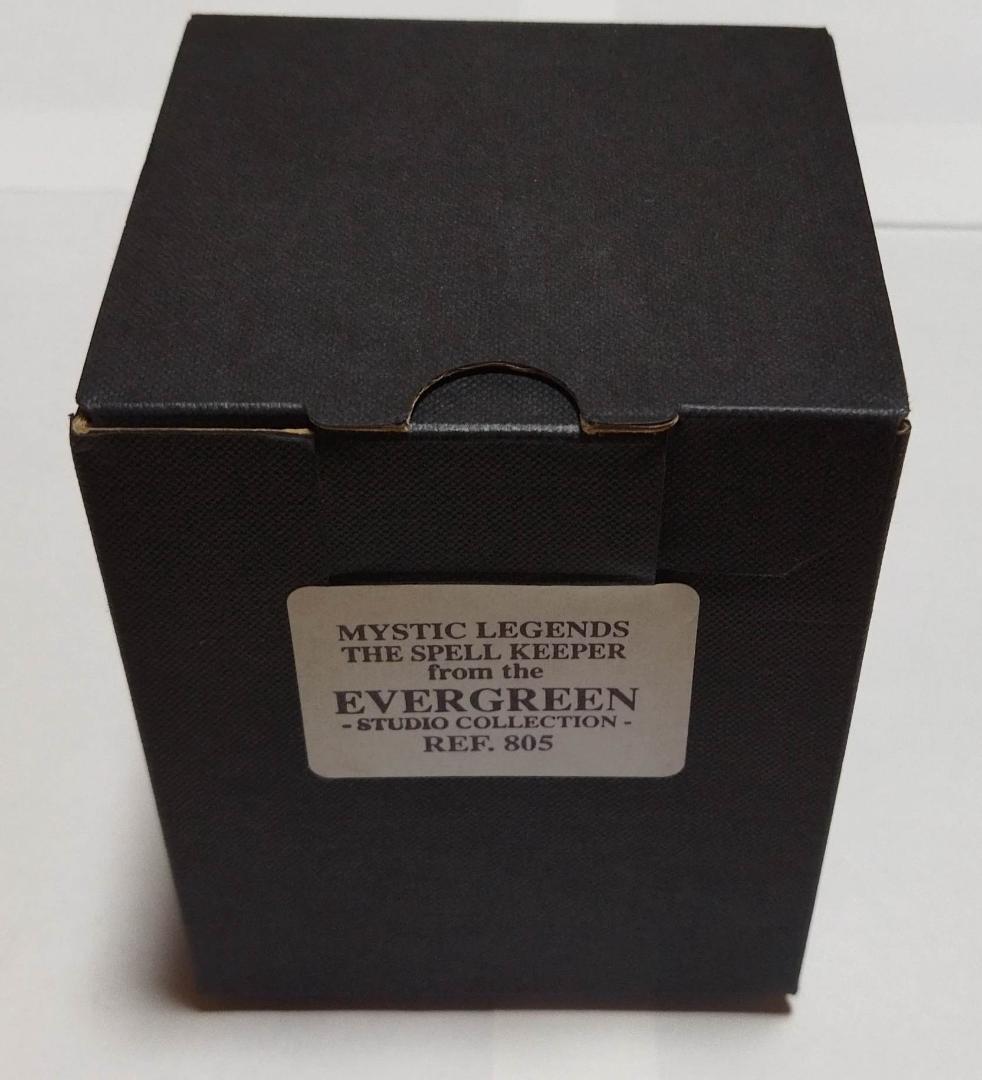 MYSTIC LEGENDS
THE SPELL KEEPER
from the
EVERGREEN
- STUDIO COLLECTION -
REF. 805